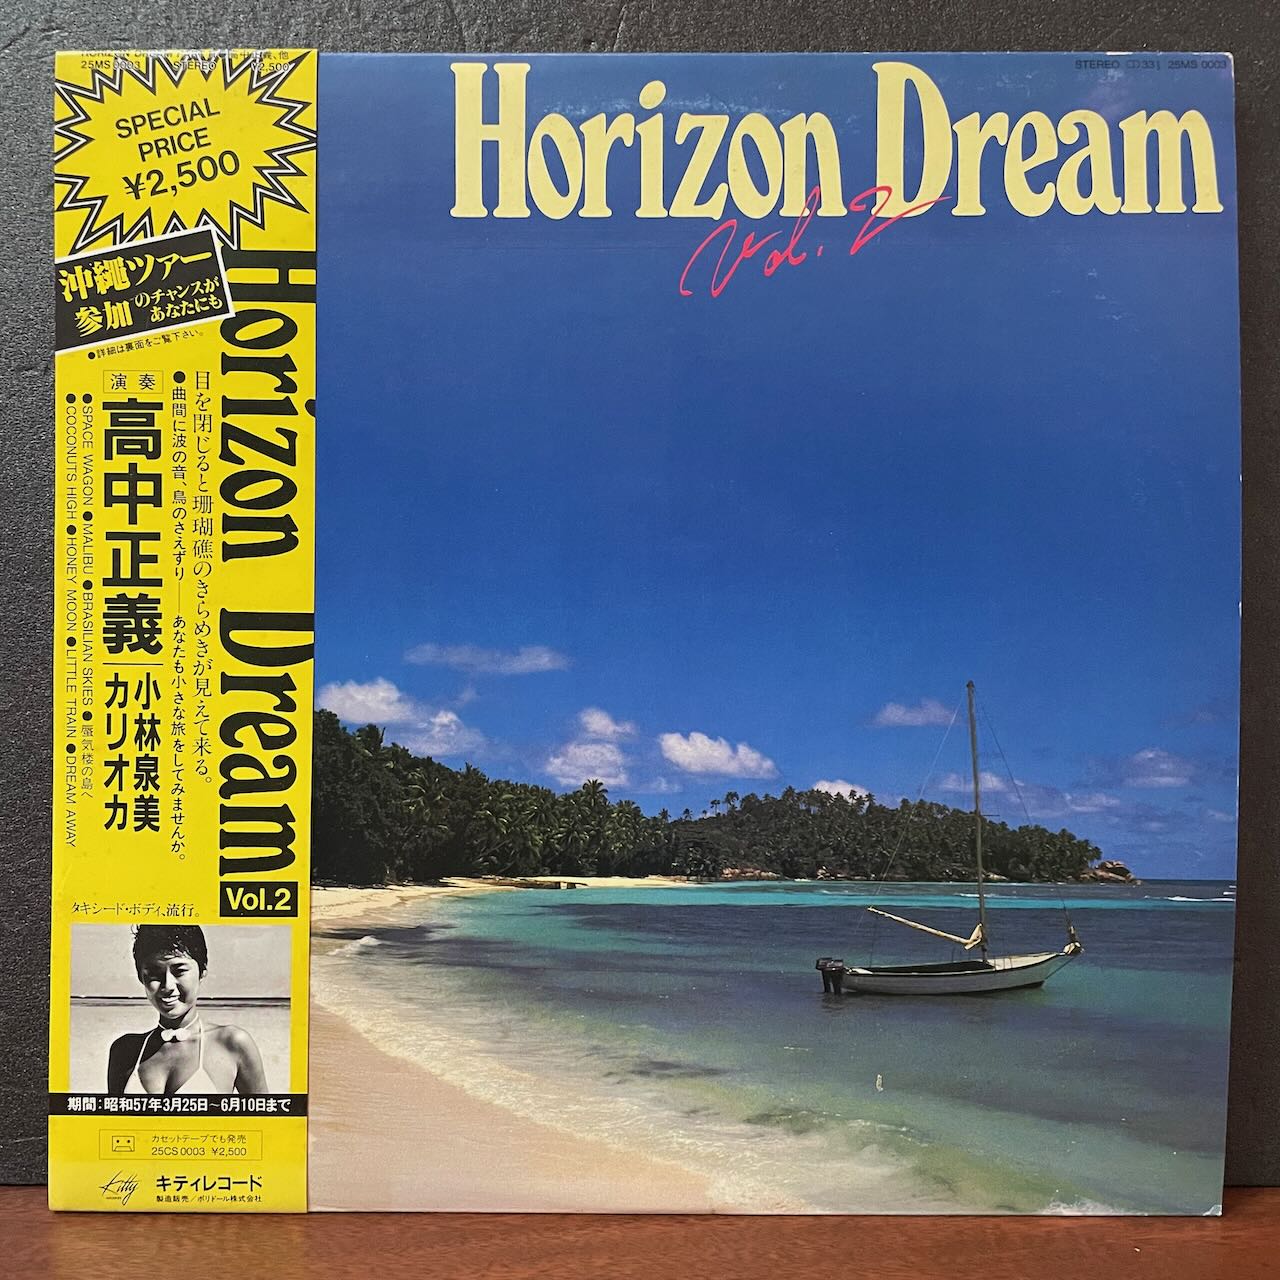 25MS 0003 STEREO ¥2,500
SPECIAL
PRICE
¥2,500
沖縄ツアー
参加のチャンスが
あなたにも
●詳細は裏面をご覧下さい。
Horizon Dream
Vol.2
目を閉じると珊瑚礁のきらめきが見えて来る。
●曲間に波の音、鳥のさえずり——あなたも小さな旅をしてみませんか。
演奏
高中正義
小林泉美
カリオカ
●SPACE WAGON ●MALIBU ●BRASILIAN SKIES ●蜃気楼の島へ
●COCONUTS HIGH ●HONEY MOON ●LITTLE TRAIN ●DREAM AWAY
タキシード・ボディ、流行。
期間:昭和57年3月25日〜6月10日まで
カセットテープでも発売
25CS0003 ¥2,500
Kitty
キティレコード
製造販売/ポリドール株式会社
STEREO 33⅓ 25MS 0003
Horizon Dream
Vol. 2